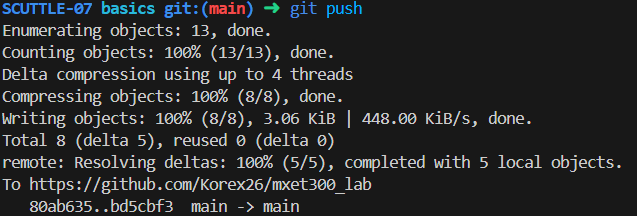 SCUTTLE-07 basics git:(main) ➜ git push
Enumerating objects: 13, done.
Counting objects: 100% (13/13), done.
Delta compression using up to 4 threads
Compressing objects: 100% (8/8), done.
Writing objects: 100% (8/8), 3.06 KiB | 448.00 KiB/s, done.
Total 8 (delta 5), reused 0 (delta 0)
remote: Resolving deltas: 100% (5/5), completed with 5 local objects.
To https://github.com/Korex26/mxet300_lab
   80ab635..bd5cbf3  main -> main